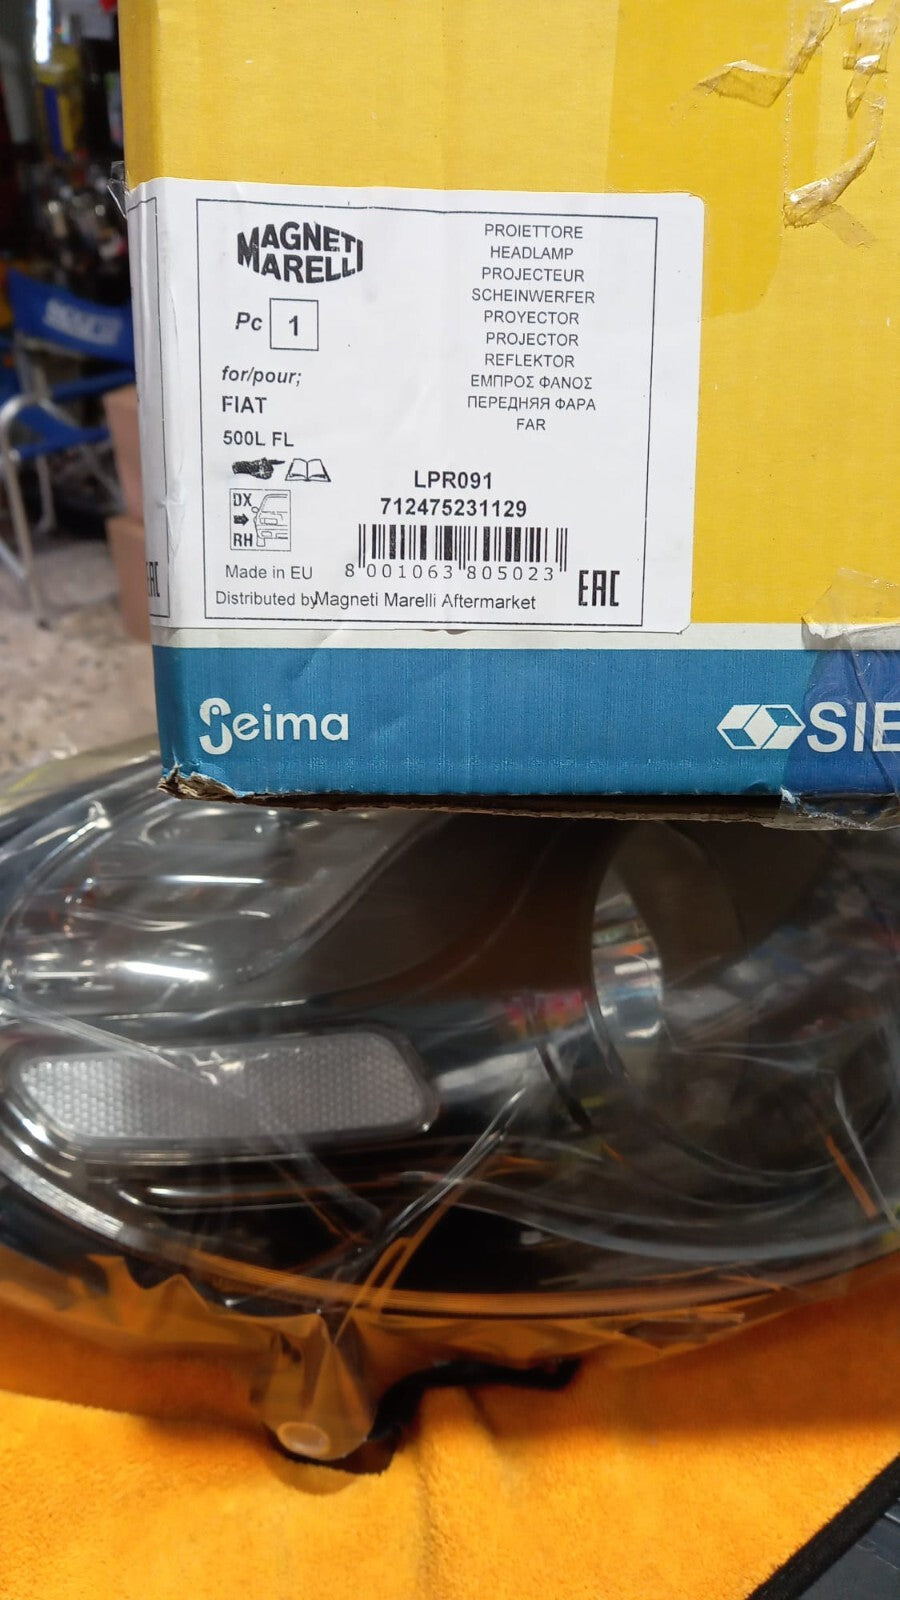 MAGNETI
MARELLI
Pc 1
for/pour;
FIAT
500L FL
DX
RH
PROIETTORE
HEADLAMP
PROJECTEUR
SCHEINWERFER
PROYECTOR
PROJECTOR
REFLEKTOR
ΕΜΠΡΟΣ ΦΑΝΟΣ
ПЕРЕДНЯЯ ФАРА
FAR
LPR091
712475231129
8 001063 805023
Made in EU
EAC
Distributed by Magneti Marelli Aftermarket
EAC
Seima
SIE